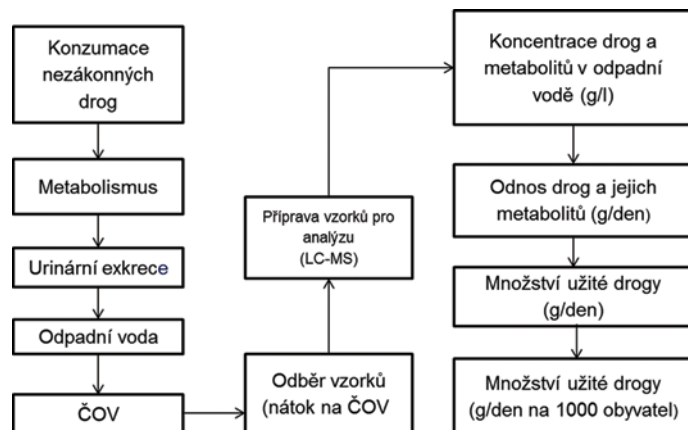 Konzumace
nezákonných
drog
Metabolismus
Urinární exkrece
Odpadní voda
ČOV
Odběr vzorků
(nátok na ČOV
Příprava vzorků pro
analýzu
(LC-MS)
Koncentrace drog a
metabolitů v odpadní
vodě (g/l)
Odnos drog a jejich
metabolitů (g/den)
Množství užité drogy
(g/den)
Množství užité drogy
(g/den na 1000 obyvatel)